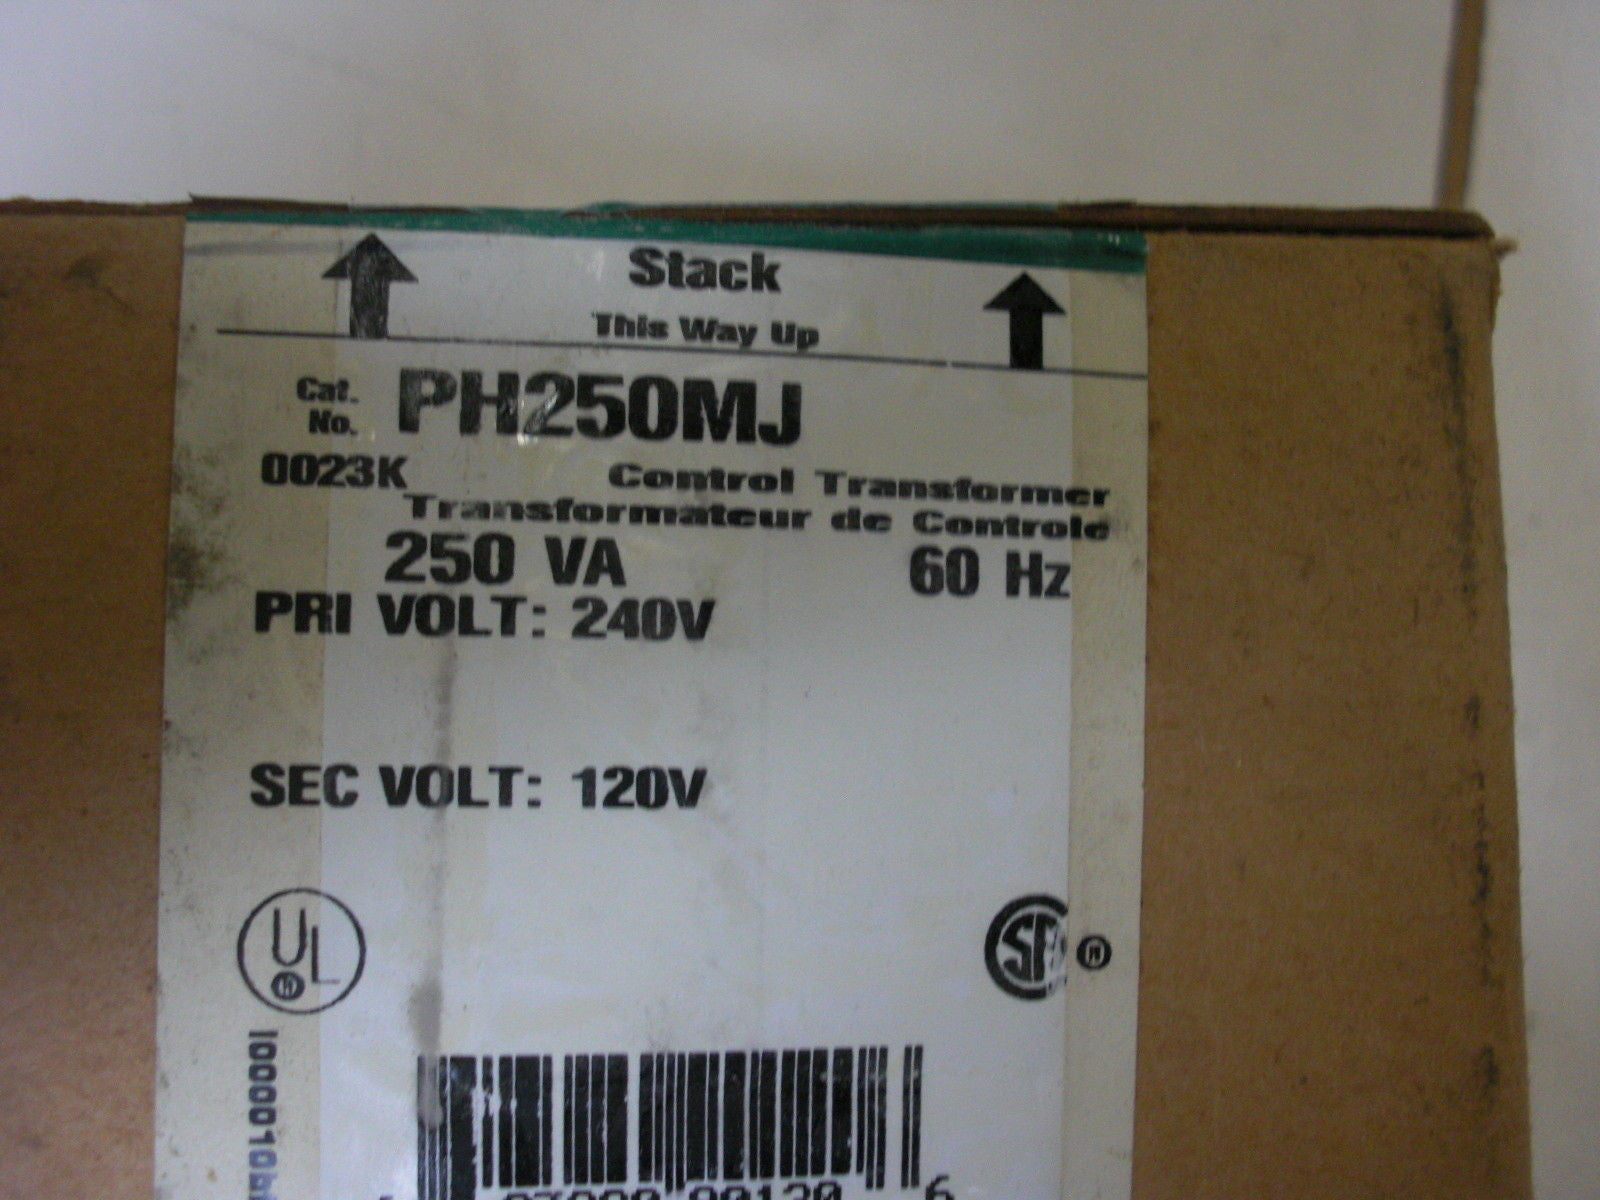 Stack
This Way Up
Cat. No. PH250MJ
0023K Control Transformer
Transformateur de Controle
250 VA 60 Hz
PRI VOLT: 240V
SEC VOLT: 120V
UL ®
®